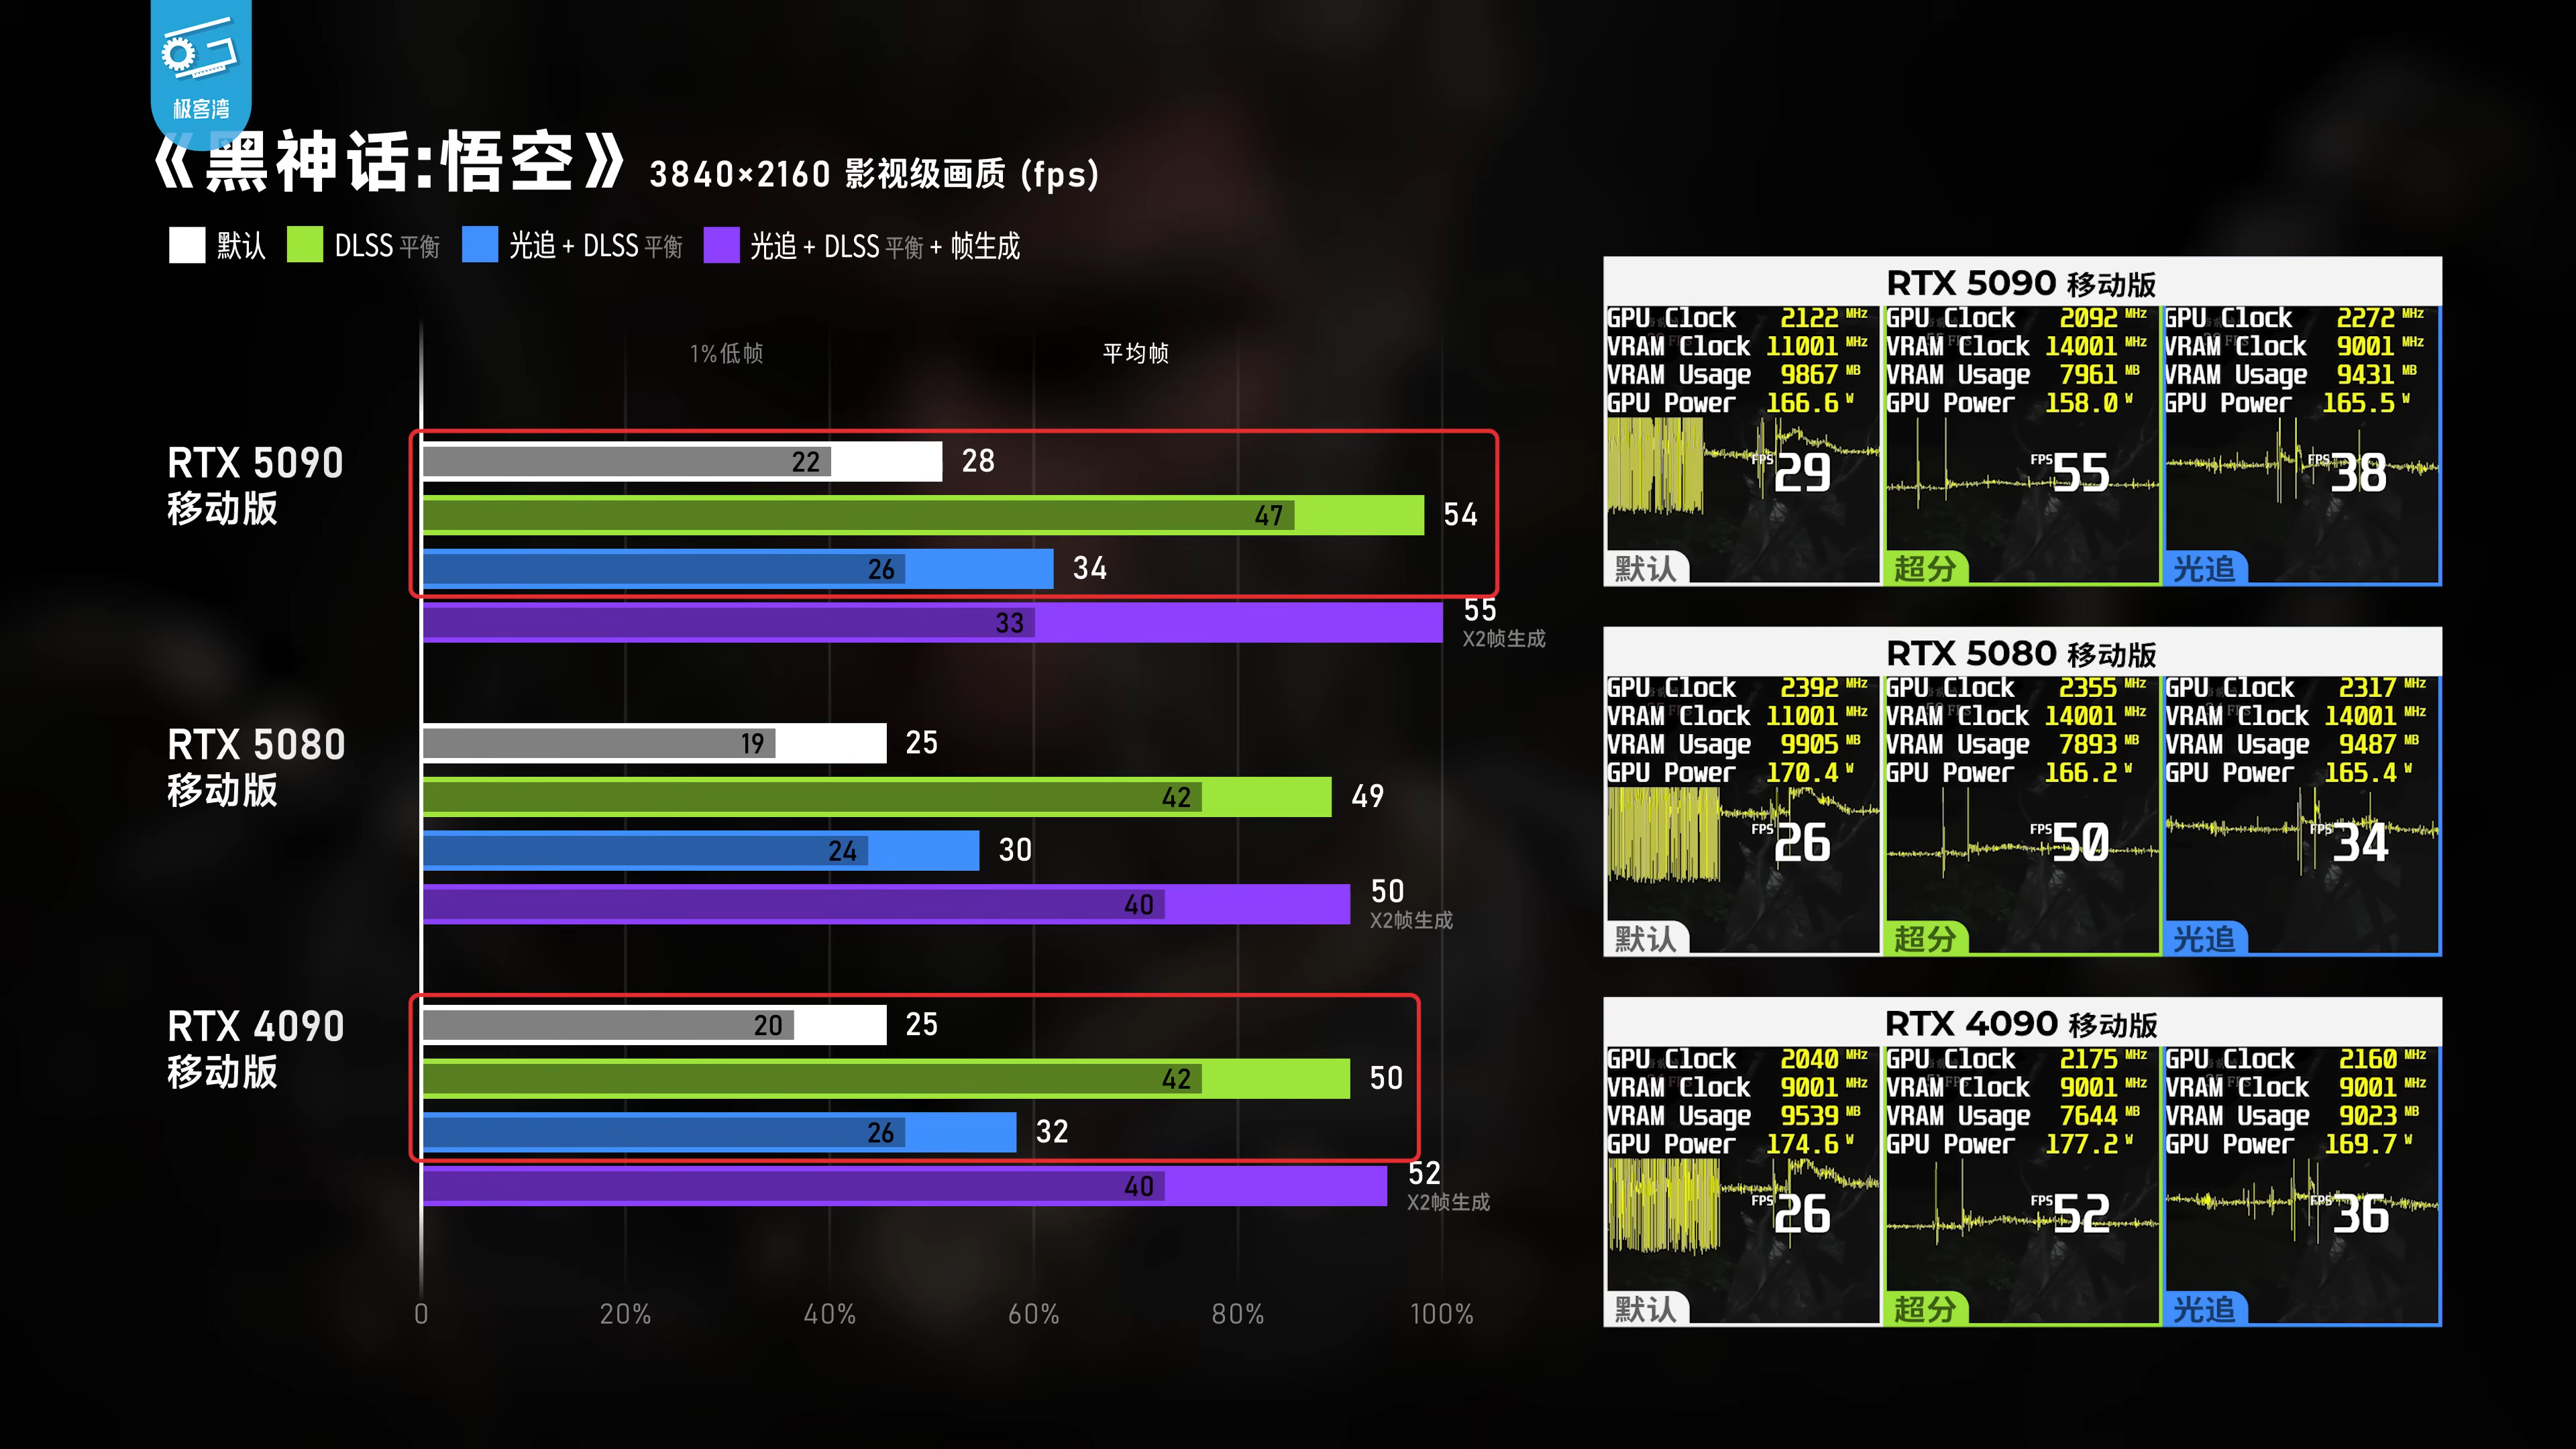 极客湾
《黑神话:悟空》 3840×2160 影视级画质 (fps)
默认 DLSS 平衡 光追 + DLSS 平衡 光追 + DLSS 平衡 + 帧生成
1%低帧 平均帧
RTX 5090
移动版
22 28
47 54
26 34
33 55
X2帧生成
RTX 5080
移动版
19 25
42 49
24 30
40 50
X2帧生成
RTX 4090
移动版
20 25
42 50
26 32
40 52
X2帧生成
0 20% 40% 60% 80% 100%
RTX 5090 移动版
GPU Clock 2122 MHz GPU Clock 2092 MHz GPU Clock 2272 MHz
VRAM Clock 11001 MHz VRAM Clock 14001 MHz VRAM Clock 9001 MHz
VRAM Usage 9867 MB VRAM Usage 7961 MB VRAM Usage 9431 MB
GPU Power 166.6 W GPU Power 158.0 W GPU Power 165.5 W
FPS 29 FPS 55 FPS 38
默认 超分 光追
RTX 5080 移动版
GPU Clock 2392 MHz GPU Clock 2355 MHz GPU Clock 2317 MHz
VRAM Clock 11001 MHz VRAM Clock 14001 MHz VRAM Clock 14001 MHz
VRAM Usage 9905 MB VRAM Usage 7893 MB VRAM Usage 9487 MB
GPU Power 170.4 W GPU Power 166.2 W GPU Power 165.4 W
FPS 26 FPS 50 FPS 34
默认 超分 光追
RTX 4090 移动版
GPU Clock 2040 MHz GPU Clock 2175 MHz GPU Clock 2160 MHz
VRAM Clock 9001 MHz VRAM Clock 9001 MHz VRAM Clock 9001 MHz
VRAM Usage 9539 MB VRAM Usage 7644 MB VRAM Usage 9023 MB
GPU Power 174.6 W GPU Power 177.2 W GPU Power 169.7 W
FPS 26 FPS 52 FPS 36
默认 超分 光追